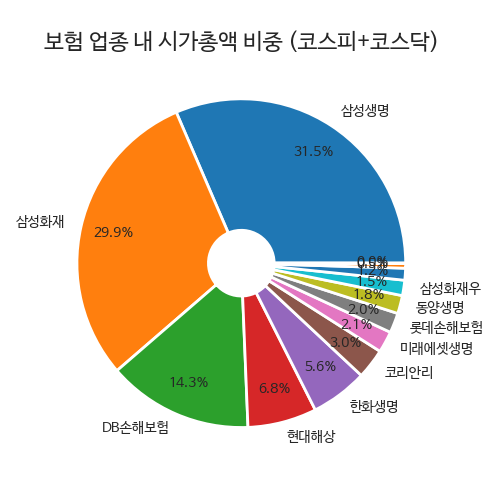 보험 업종 내 시가총액 비중 (코스피+코스닥)
삼성생명
31.5%
삼성화재
29.9%
DB손해보험
14.3%
현대해상
6.8%
한화생명
5.6%
코리안리
3.0%
미래에셋생명
2.1%
롯데손해보험
2.0%
동양생명
1.8%
삼성화재우
1.5%
1.2%
0.0%